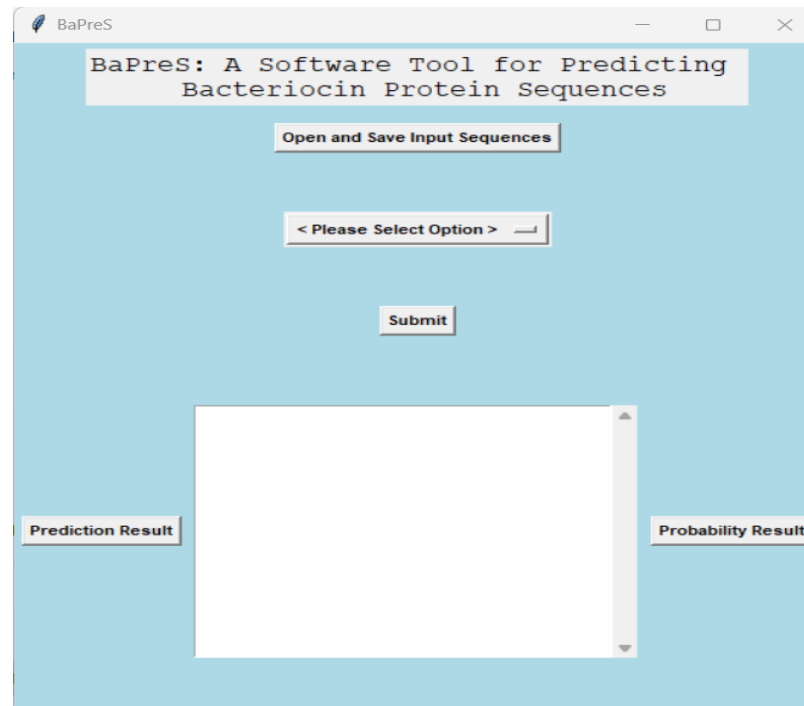 BaPreS
BaPreS: A Software Tool for Predicting
Bacteriocin Protein Sequences
Open and Save Input Sequences
< Please Select Option >
Submit
Prediction Result
Probability Result